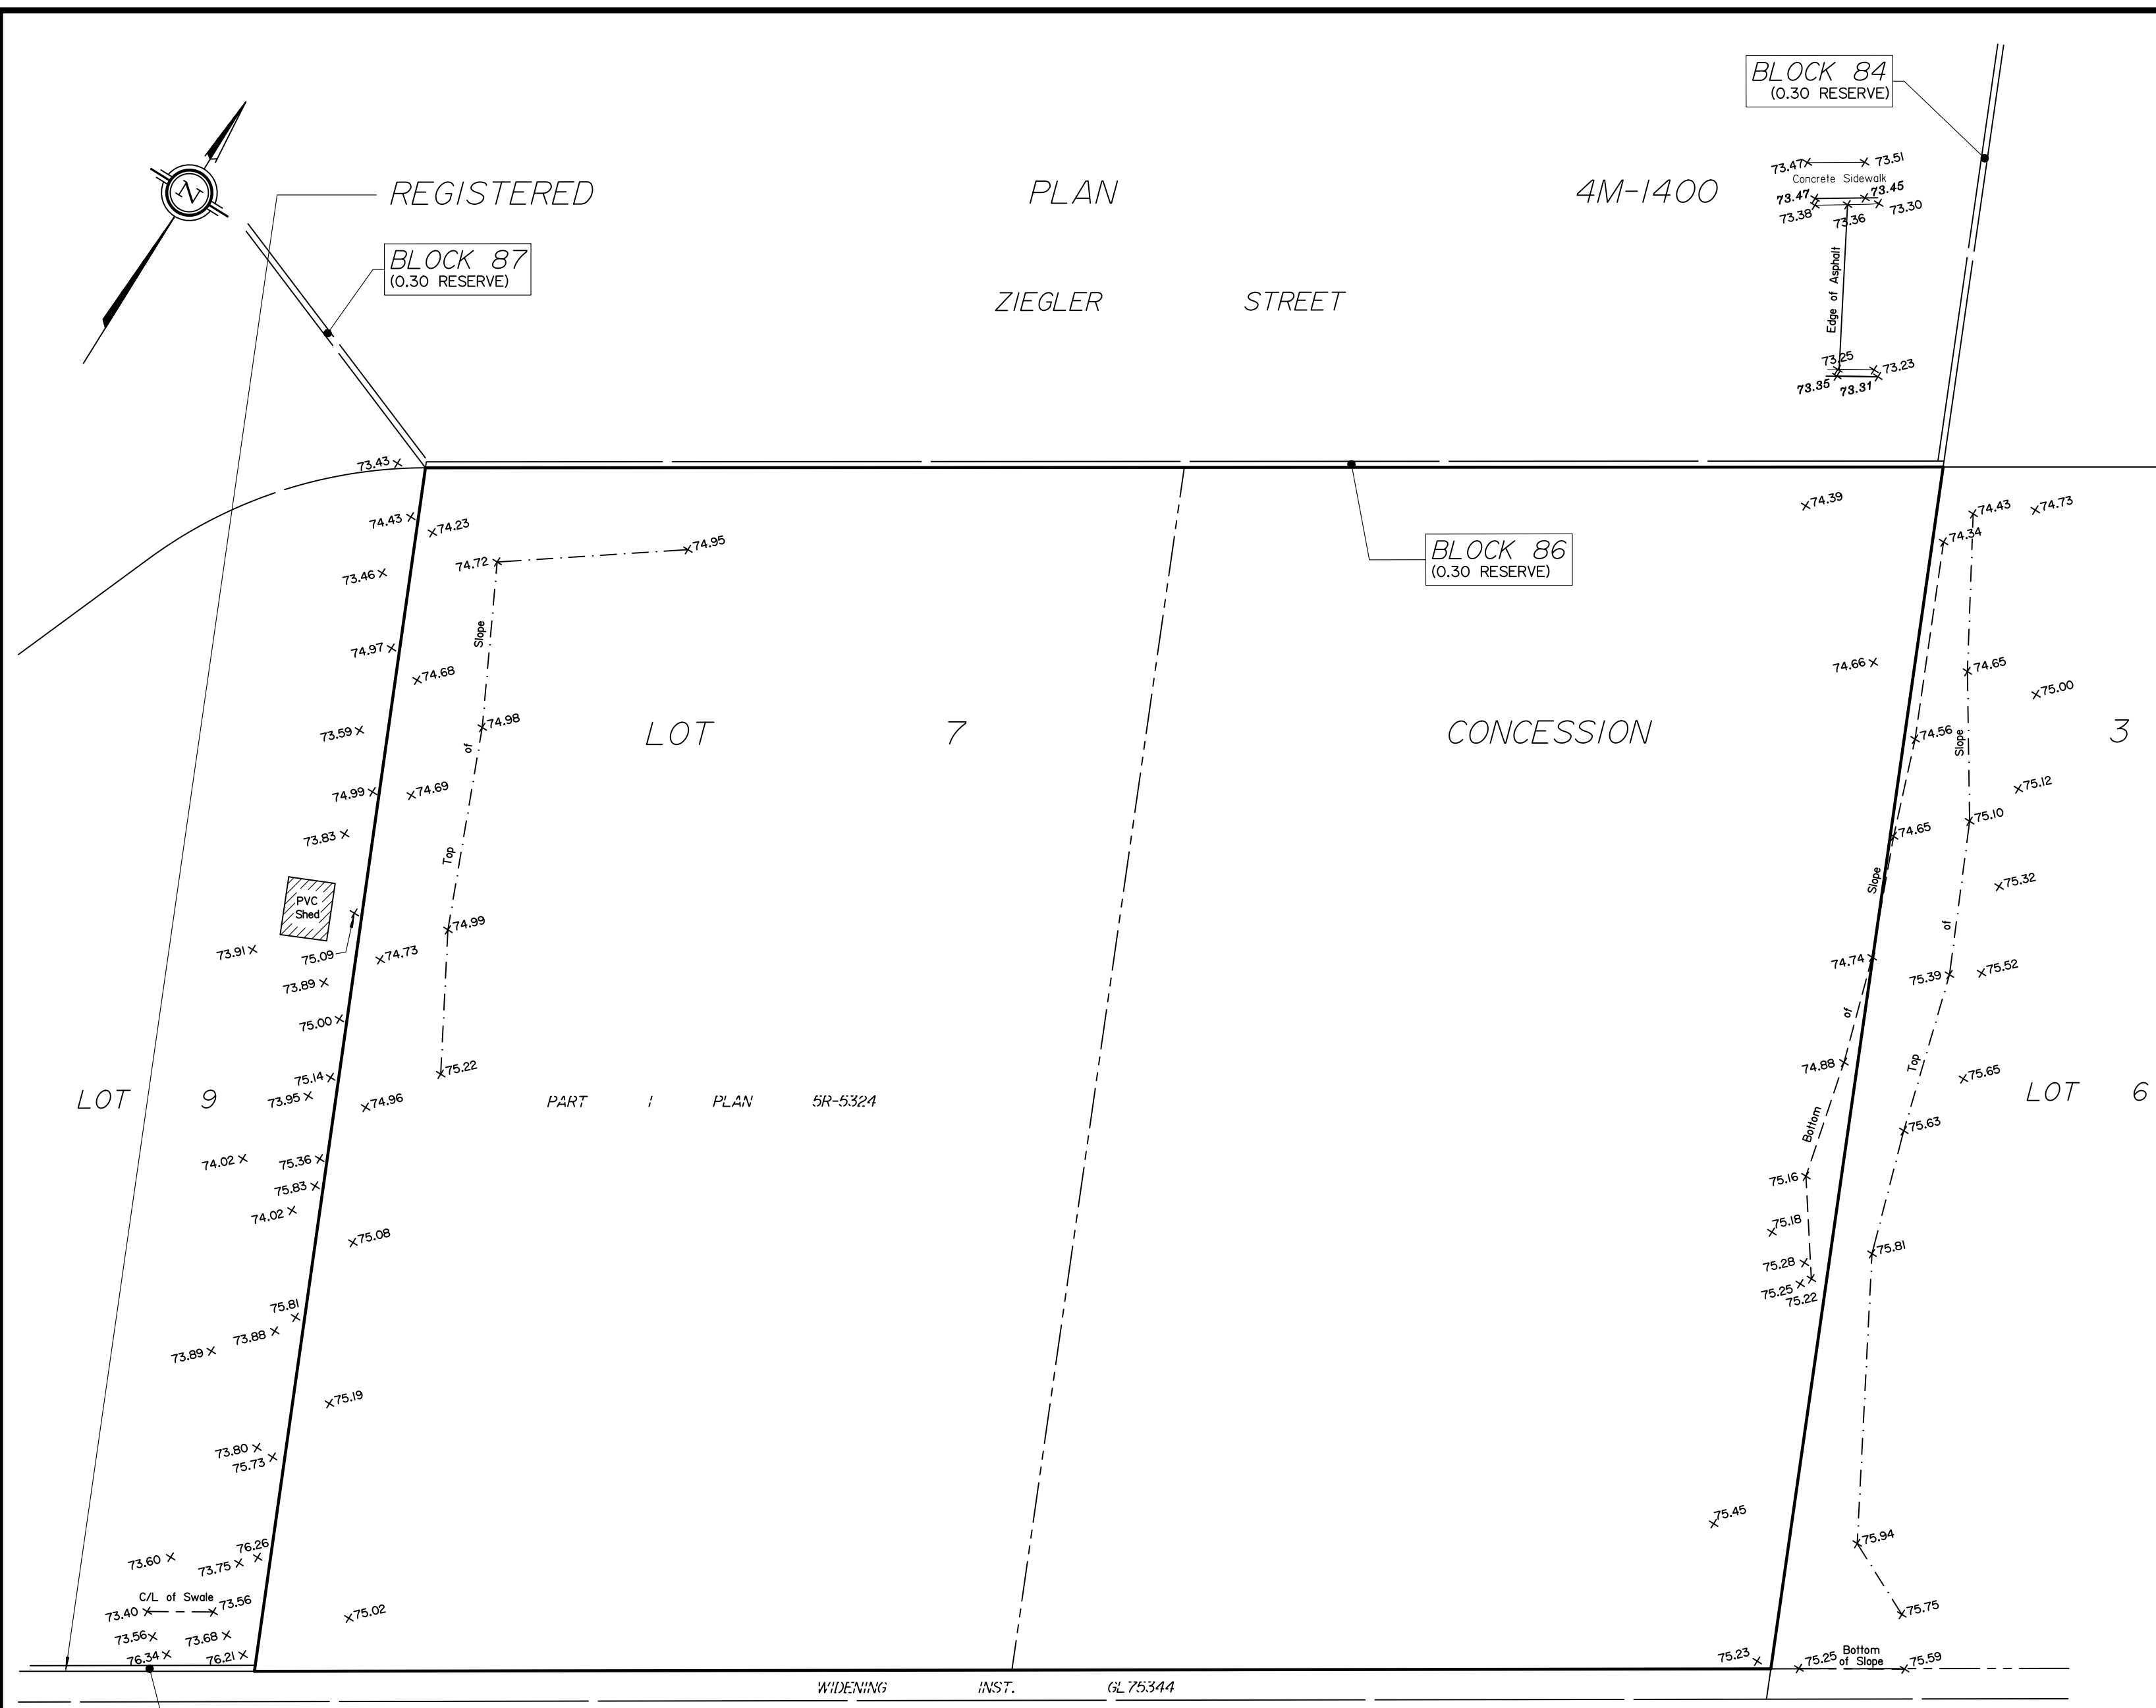 BLOCK 84
(0.30 RESERVE)
N
REGISTERED PLAN 4M-1400
73.47 73.51
Concrete Sidewalk
73.47 73.45
73.38 73.36 73.30
BLOCK 87
(0.30 RESERVE)
ZIEGLER STREET
Edge of Asphalt
73.25 73.23
73.35 73.31
73.43
74.43 74.23
74.39
74.43 74.73
74.34
74.72 74.95
BLOCK 86
(0.30 RESERVE)
73.46
74.97 74.68
Top of Slope
74.66
74.65
75.00
73.59 74.98
LOT 7 CONCESSION 3
74.56
74.99 74.69
75.12
73.83
74.65 75.10
PVC
Shed
75.32
74.99
73.91 75.09 74.73
74.74 75.39 75.52
73.89
75.00
Bottom of Slope
Top of Slope
75.14 75.22
74.88 75.65
73.95 74.96
LOT 9
PART 1 PLAN 5R-5324
LOT 6
75.63
74.02 75.36
75.83
75.16
74.02
75.08
75.18
75.81
75.28
75.25
75.22
75.81
73.88
73.89
75.19
73.80
75.73
75.45
75.94
76.26
73.60 73.75
C/L of Swale
73.40 73.56
75.02
75.75
73.56 73.68
76.34 76.21
75.23 75.25 75.59
Bottom
of Slope
WIDENING INST. GL75344